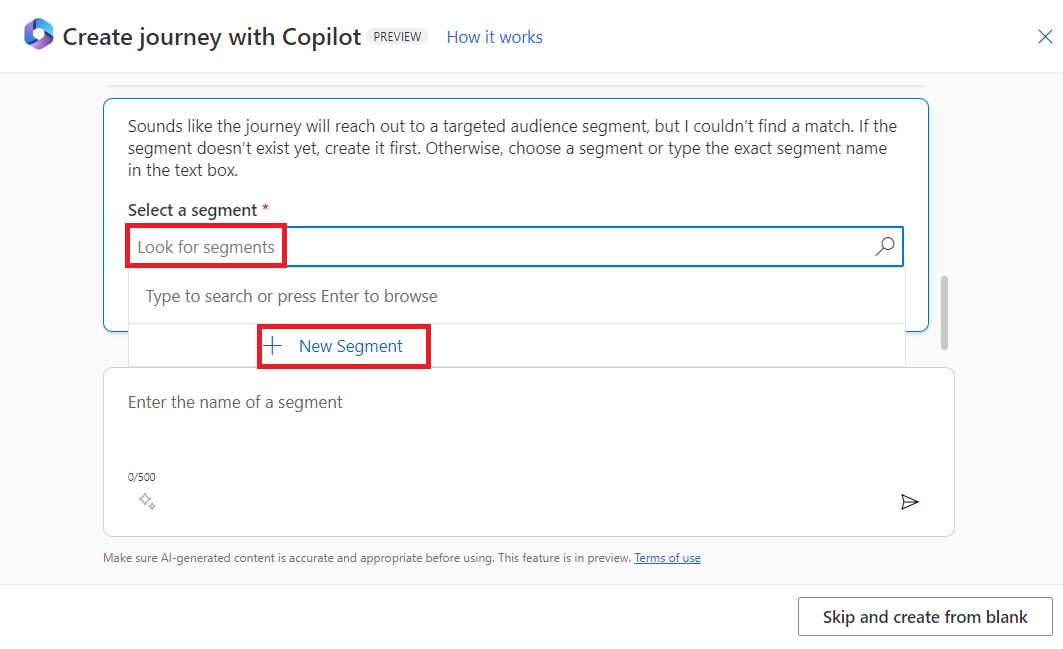 Create journey with Copilot PREVIEW How it works
Sounds like the journey will reach out to a targeted audience segment, but I couldn’t find a match. If the
segment doesn’t exist yet, create it first. Otherwise, choose a segment or type the exact segment name
in the text box.
Select a segment *
Look for segments
Type to search or press Enter to browse
New Segment
Enter the name of a segment
0/500
Make sure AI-generated content is accurate and appropriate before using. This feature is in preview. Terms of use
Skip and create from blank